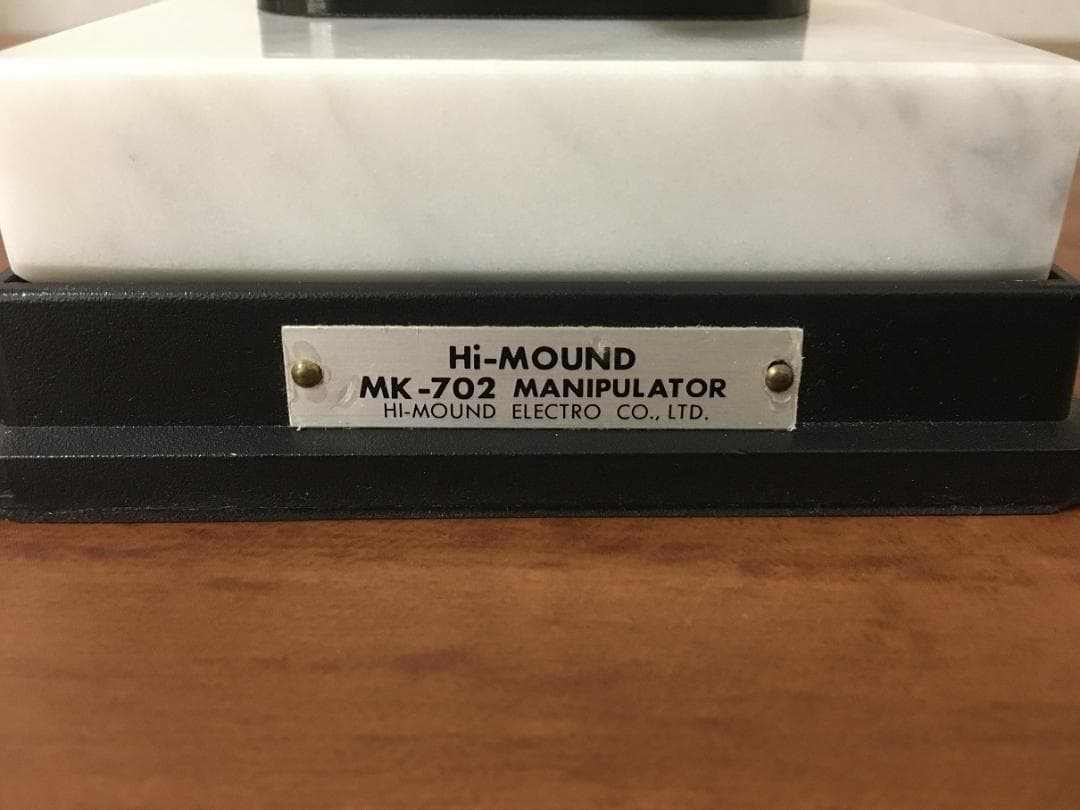 Hi-MOUND
MK-702 MANIPULATOR
HI-MOUND ELECTRO CO., LTD.